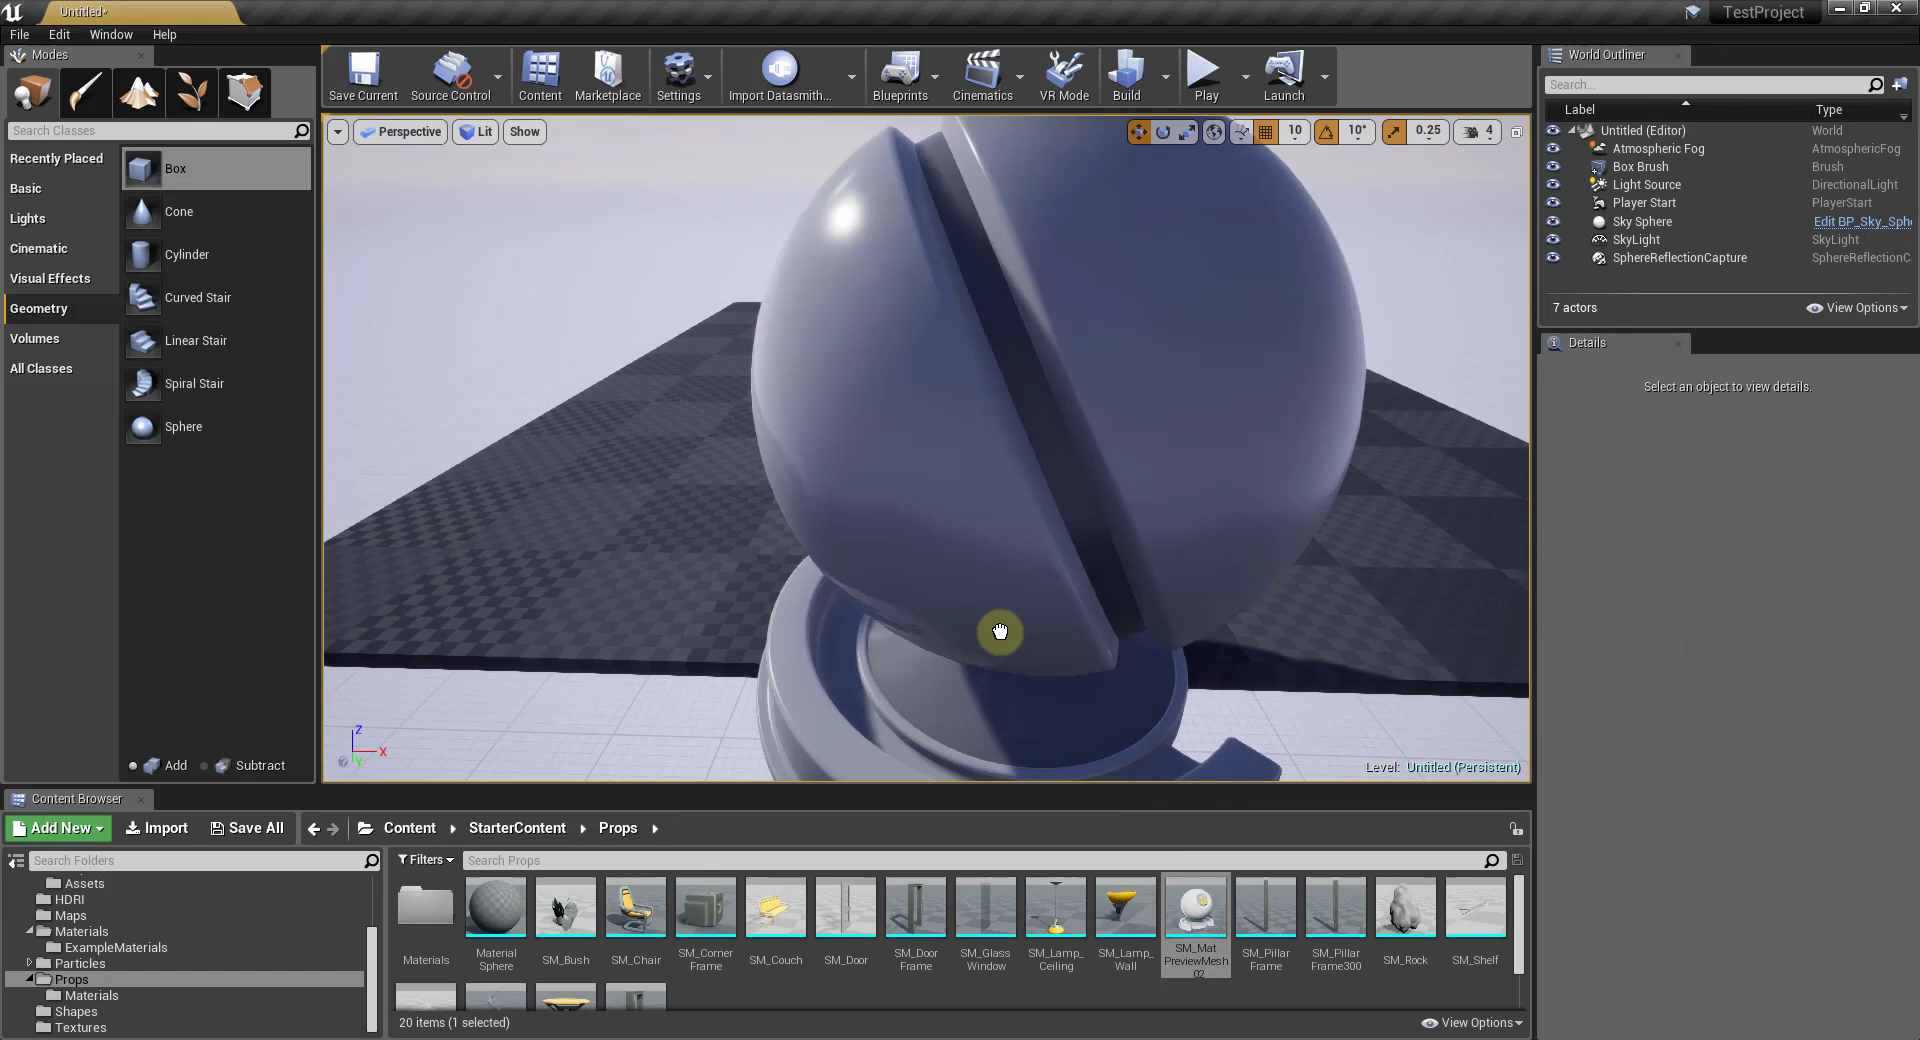 Untitled*
TestProject
File Edit Window Help
Modes
Search Classes
Recently Placed
Basic
Lights
Cinematic
Visual Effects
Geometry
Volumes
All Classes
Box
Cone
Cylinder
Curved Stair
Linear Stair
Spiral Stair
Sphere
Add Subtract
Save Current
Source Control
Content
Marketplace
Settings
Import Datasmith...
Blueprints
Cinematics
VR Mode
Build
Play
Launch
Perspective Lit Show
10 10° 0.25 4
Z
X
Y
Level: Untitled (Persistent)
World Outliner
Search...
Label Type
Untitled (Editor) World
Atmospheric Fog AtmosphericFog
Box Brush Brush
Light Source DirectionalLight
Player Start PlayerStart
Sky Sphere Edit BP_Sky_Sph
SkyLight SkyLight
SphereReflectionCapture SphereReflectionC
7 actors View Options
Details
Select an object to view details.
Content Browser
Add New Import Save All Content StarterContent Props
Search Folders
Assets
HDRI
Maps
Materials
ExampleMaterials
Particles
Props
Materials
Shapes
Textures
Filters Search Props
Materials
Material
Sphere
SM_Bush
SM_Chair
SM_Corner
Frame
SM_Couch
SM_Door
SM_Door
Frame
SM_Glass
Window
SM_Lamp_
Ceiling
SM_Lamp_
Wall
SM_Mat
PreviewMesh
02
SM_Pillar
Frame
SM_Pillar
Frame300
SM_Rock
SM_Shelf
20 items (1 selected) View Options